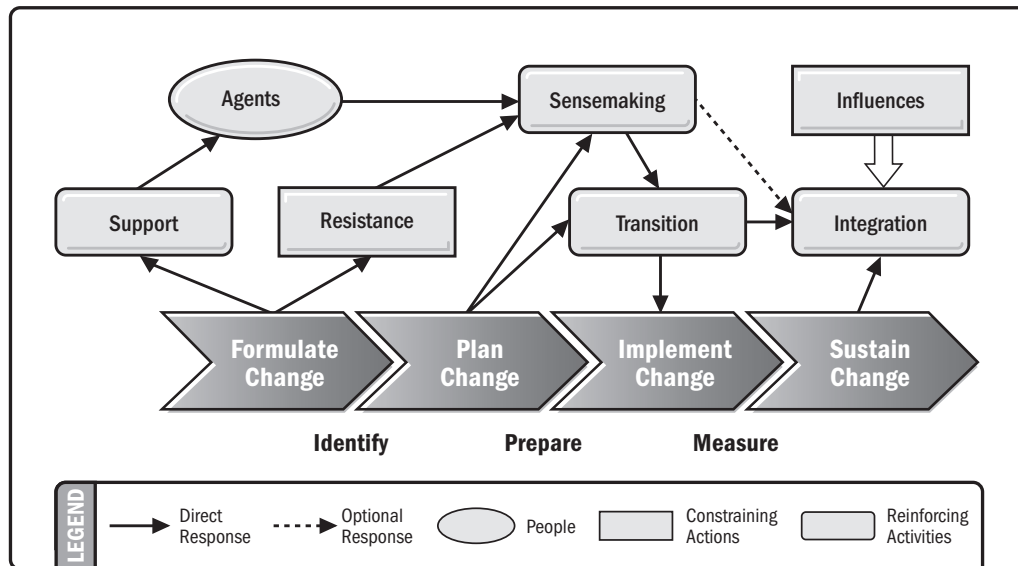 Agents
Sensemaking
Influences
Support
Resistance
Transition
Integration
Formulate
Change
Plan
Change
Implement
Change
Sustain
Change
Identify
Prepare
Measure
LEGEND
Direct
Response
Optional
Response
People
Constraining
Actions
Reinforcing
Activities